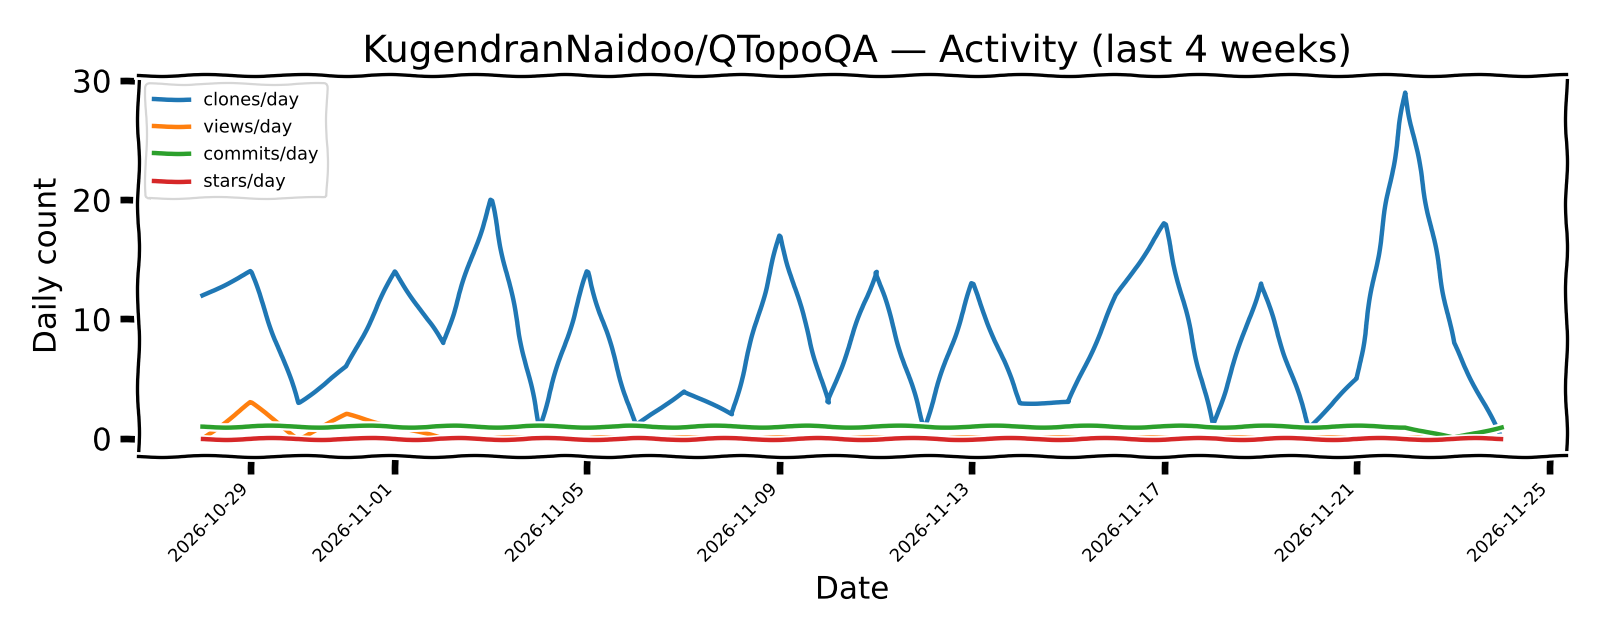 KugendranNaidoo/QTopoQA — Activity (last 4 weeks)
clones/day
views/day
commits/day
stars/day
Daily count
30
20
10
0
2026-10-29
2026-11-01
2026-11-05
2026-11-09
2026-11-13
2026-11-17
2026-11-21
2026-11-25
Date